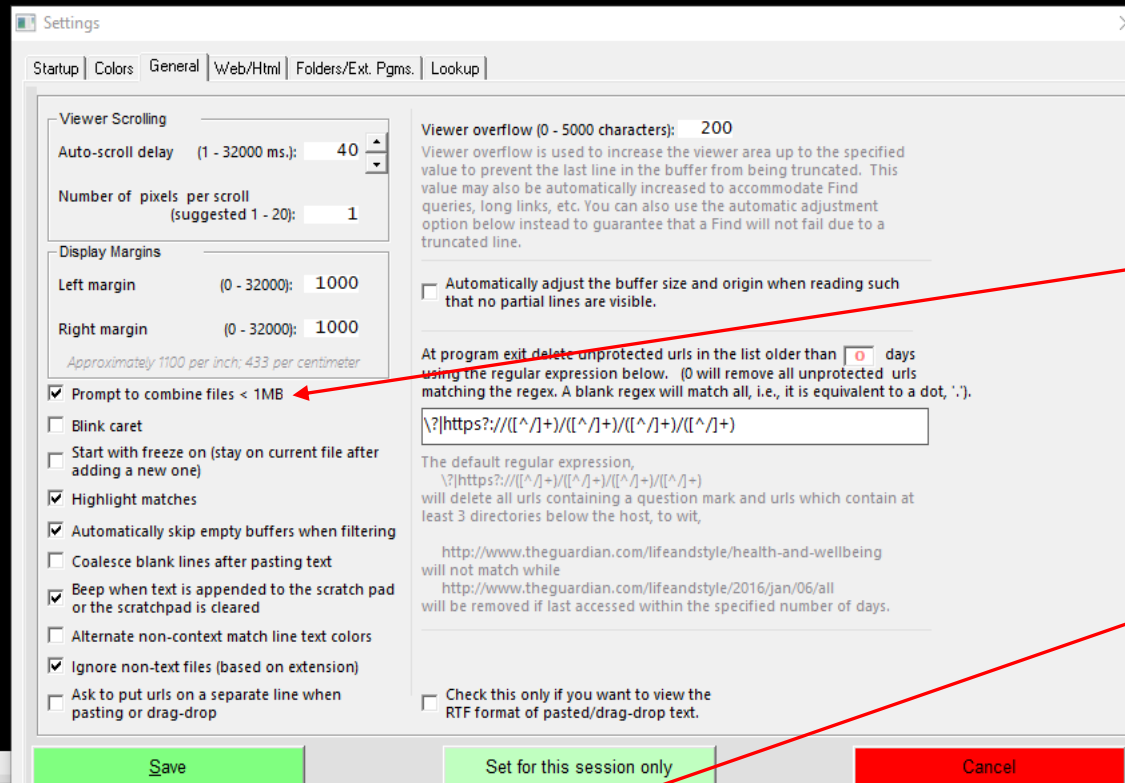 Settings
Startup Colors General Web/Html Folders/Ext. Pgms. Lookup
Viewer Scrolling
Auto-scroll delay (1 - 32000 ms.): 40
Number of pixels per scroll
(suggested 1 - 20): 1
Display Margins
Left margin (0 - 32000): 1000
Right margin (0 - 32000): 1000
Approximately 1100 per inch; 433 per centimeter
Prompt to combine files < 1MB
Blink caret
Start with freeze on (stay on current file after
adding a new one)
Highlight matches
Automatically skip empty buffers when filtering
Coalesce blank lines after pasting text
Beep when text is appended to the scratch pad
or the scratchpad is cleared
Alternate non-context match line text colors
Ignore non-text files (based on extension)
Ask to put urls on a separate line when
pasting or drag-drop
Viewer overflow (0 - 5000 characters): 200
Viewer overflow is used to increase the viewer area up to the specified
value to prevent the last line in the buffer from being truncated. This
value may also be automatically increased to accommodate Find
queries, long links, etc. You can also use the automatic adjustment
option below instead to guarantee that a Find will not fail due to a
truncated line.
Automatically adjust the buffer size and origin when reading such
that no partial lines are visible.
At program exit delete unprotected urls in the list older than 0 days
using the regular expression below. (0 will remove all unprotected urls
matching the regex. A blank regex will match all, i.e., it is equivalent to a dot, '.').
\?|https?://([^/]+)/([^/]+)/([^/]+)/([^/]+)
The default regular expression,
\?|https?://([^/]+)/([^/]+)/([^/]+)/([^/]+)
will delete all urls containing a question mark and urls which contain at
least 3 directories below the host, to wit,
http://www.theguardian.com/lifeandstyle/health-and-wellbeing
will not match while
http://www.theguardian.com/lifeandstyle/2016/jan/06/all
will be removed if last accessed within the specified number of days.
Check this only if you want to view the
RTF format of pasted/drag-drop text.
Save
Set for this session only
Cancel